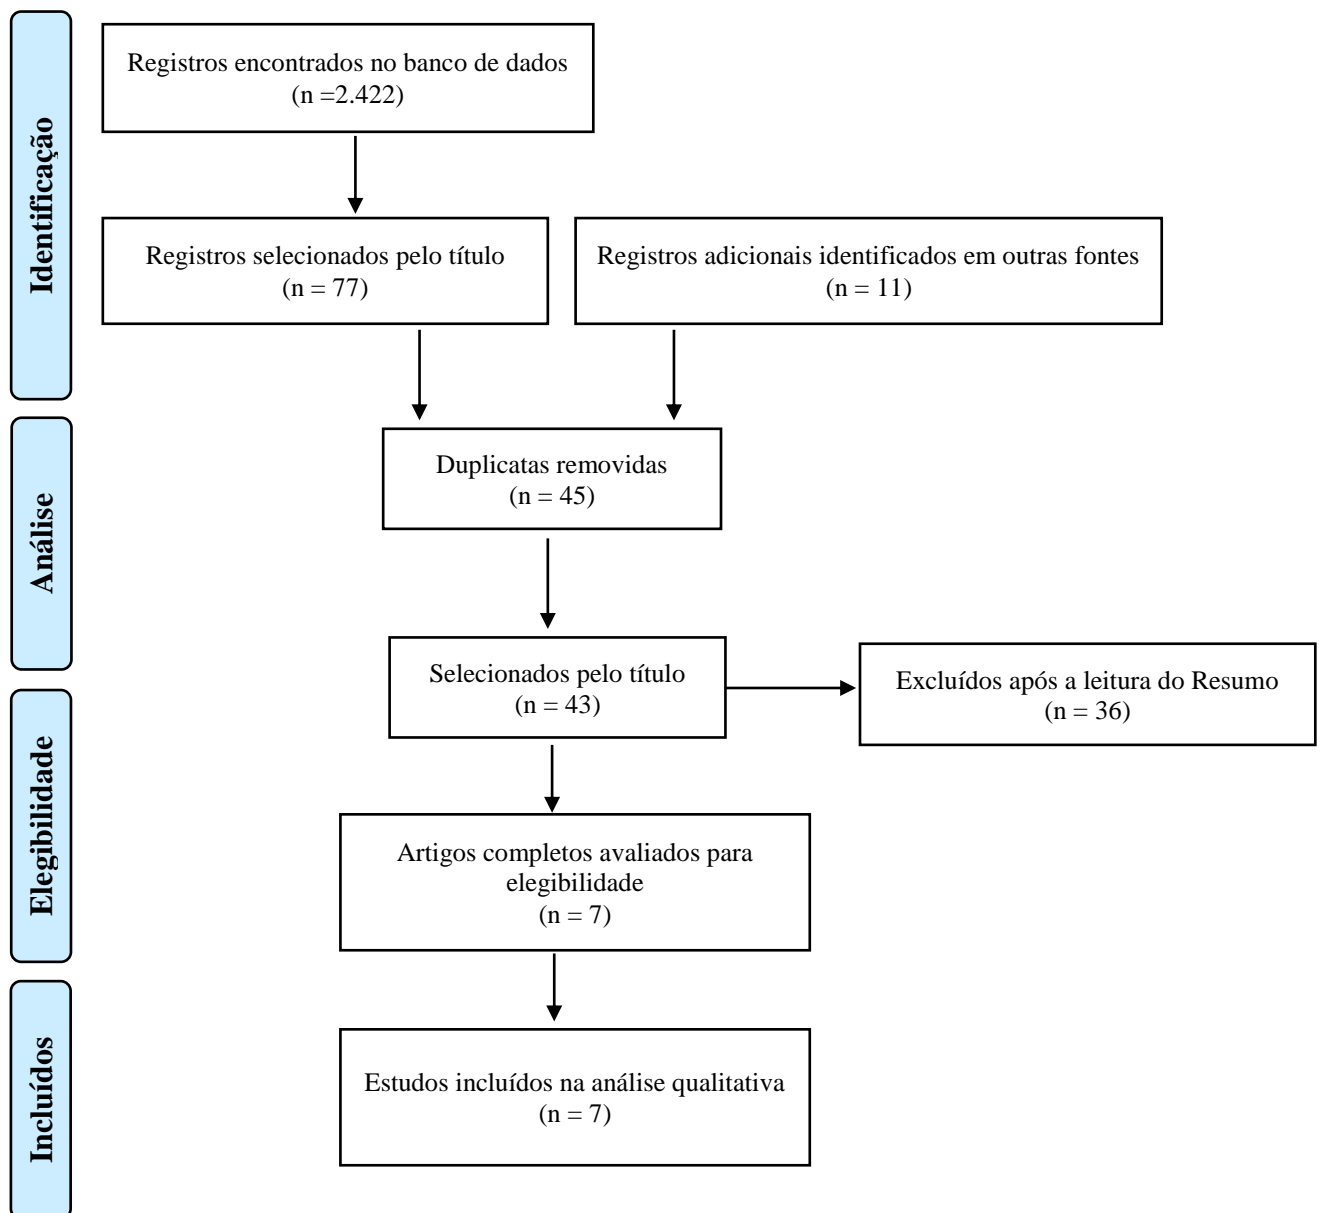 Identificação
Registros encontrados no banco de dados
(n =2.422)
Registros selecionados pelo título
(n = 77)
Registros adicionais identificados em outras fontes
(n = 11)
Análise
Duplicatas removidas
(n = 45)
Selecionados pelo título
(n = 43)
Excluídos após a leitura do Resumo
(n = 36)
Elegibilidade
Artigos completos avaliados para
elegibilidade
(n = 7)
Incluídos
Estudos incluídos na análise qualitativa
(n = 7)